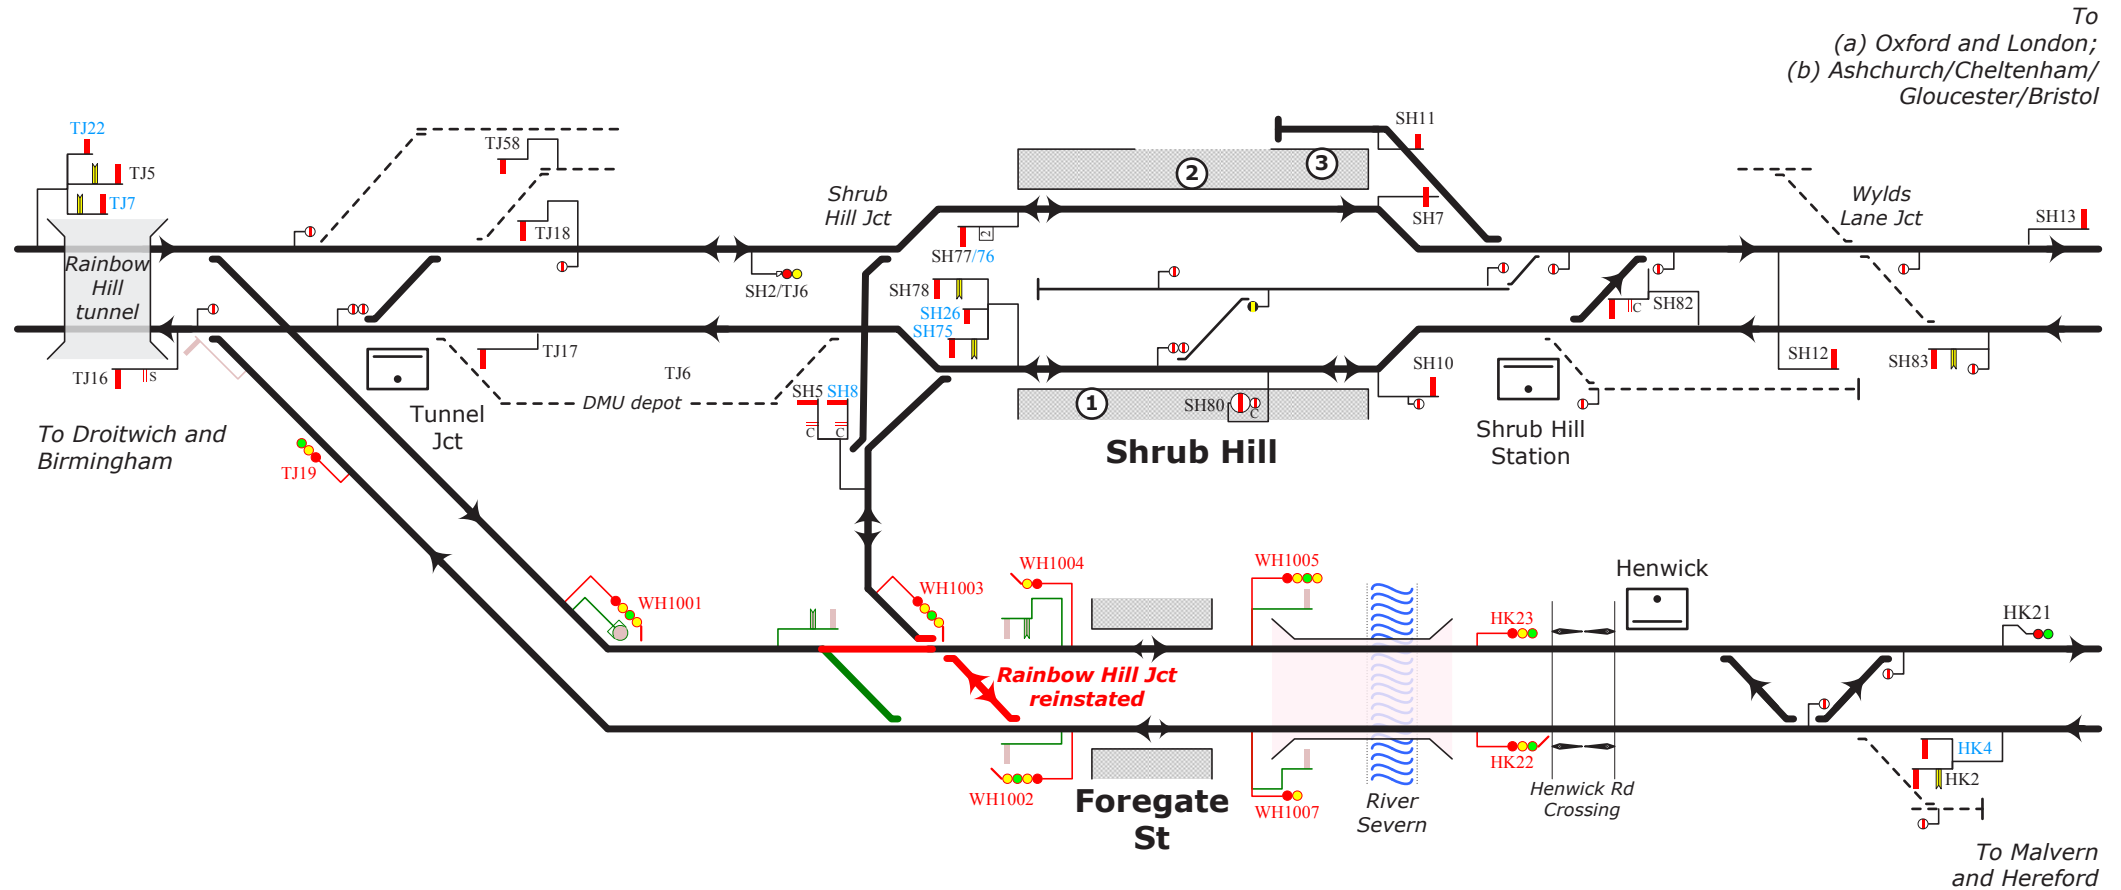 To
(a) Oxford and London;
(b) Ashchurch/Cheltenham/
Gloucester/Bristol
TJ22
TJ5
TJ7
TJ58
TJ18
Shrub
Hill Jct
2
3
SH11
SH7
Wylds
Lane Jct
SH13
Rainbow
Hill
tunnel
SH2/TJ6
2
SH77/76
SH78
SH26
SH75
C
SH82
TJ16
S
TJ17
TJ6
DMU depot
SH5
SH8
C
C
1
SH80
C
SH10
SH12
SH83
Tunnel
Jct
Shrub Hill
Shrub Hill
Station
To Droitwich and
Birmingham
TJ19
WH1001
WH1003
WH1004
WH1005
HK23
Henwick
HK21
Rainbow Hill Jct
reinstated
WH1002
Foregate
St
WH1007
River
Severn
HK22
Henwick Rd
Crossing
HK4
HK2
To Malvern
and Hereford